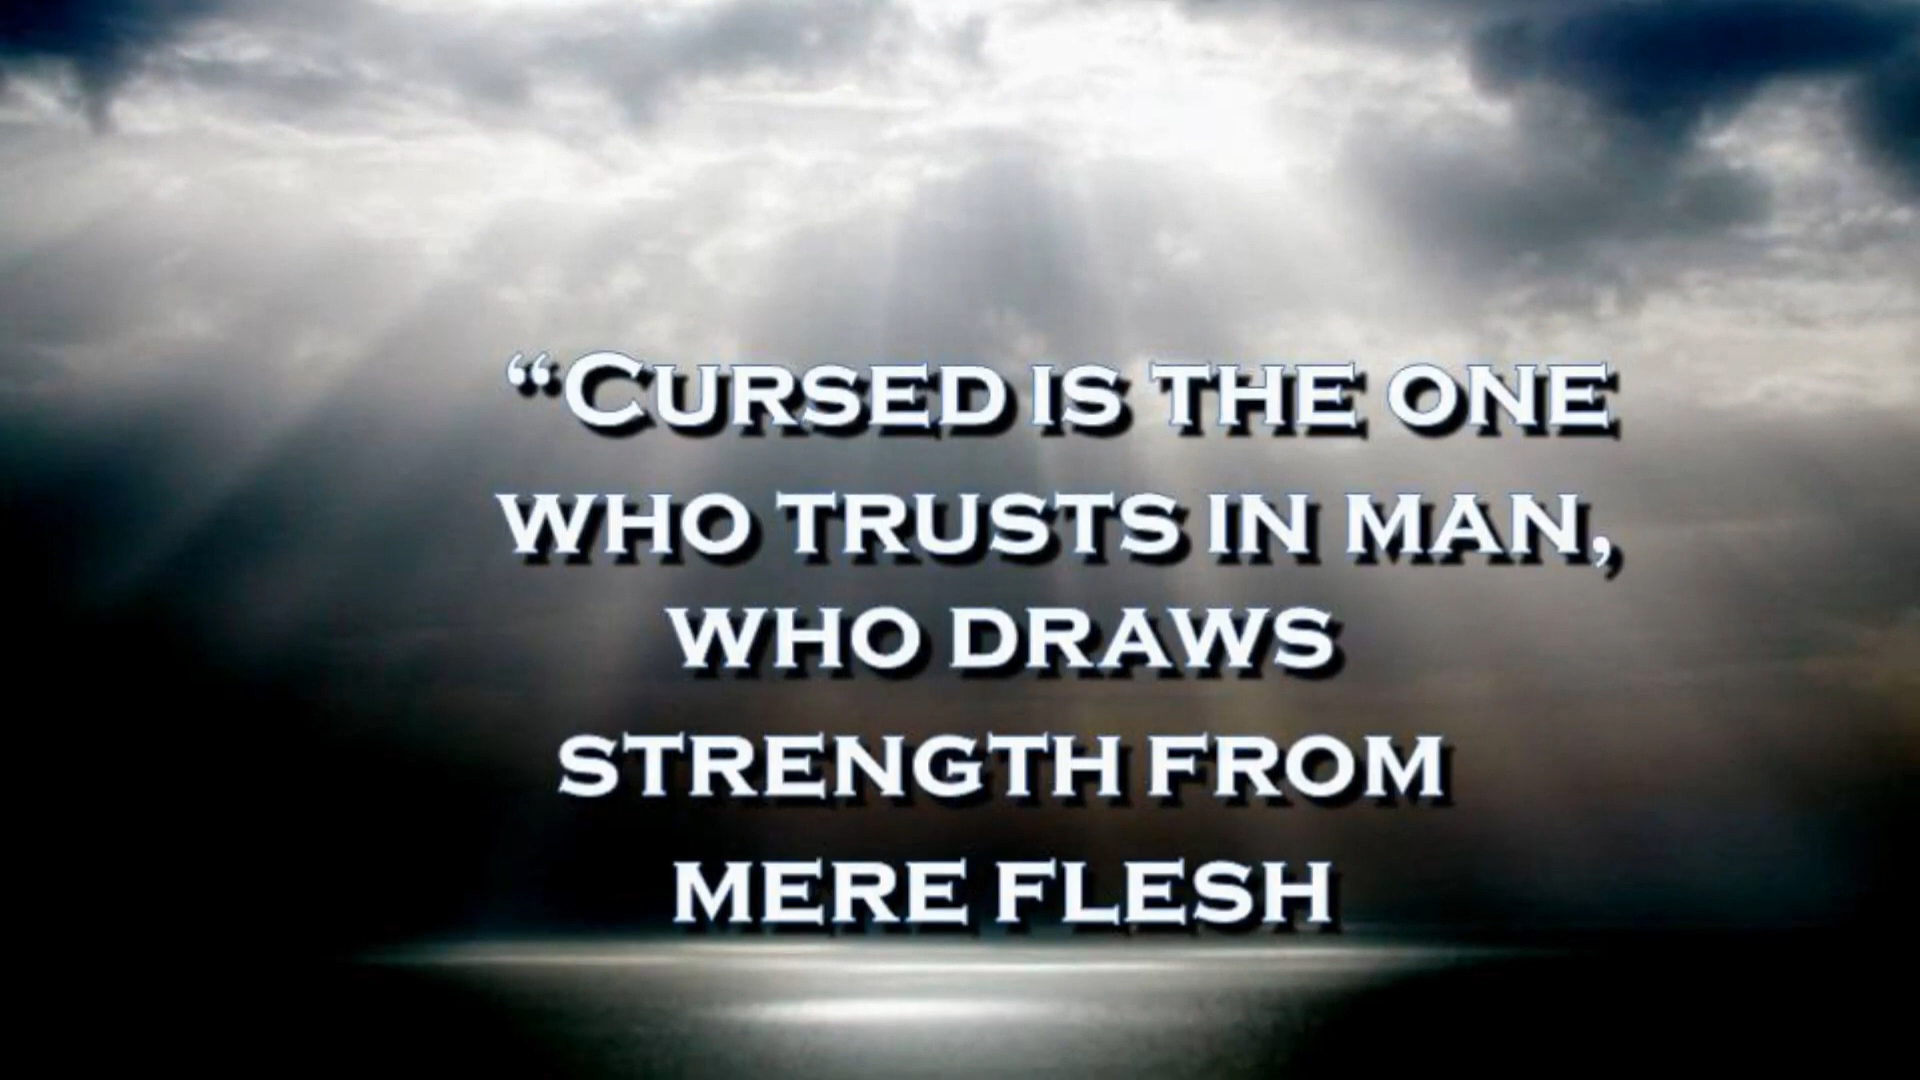 “Cursed is the one
who trusts in man,
who draws
strength from
mere flesh